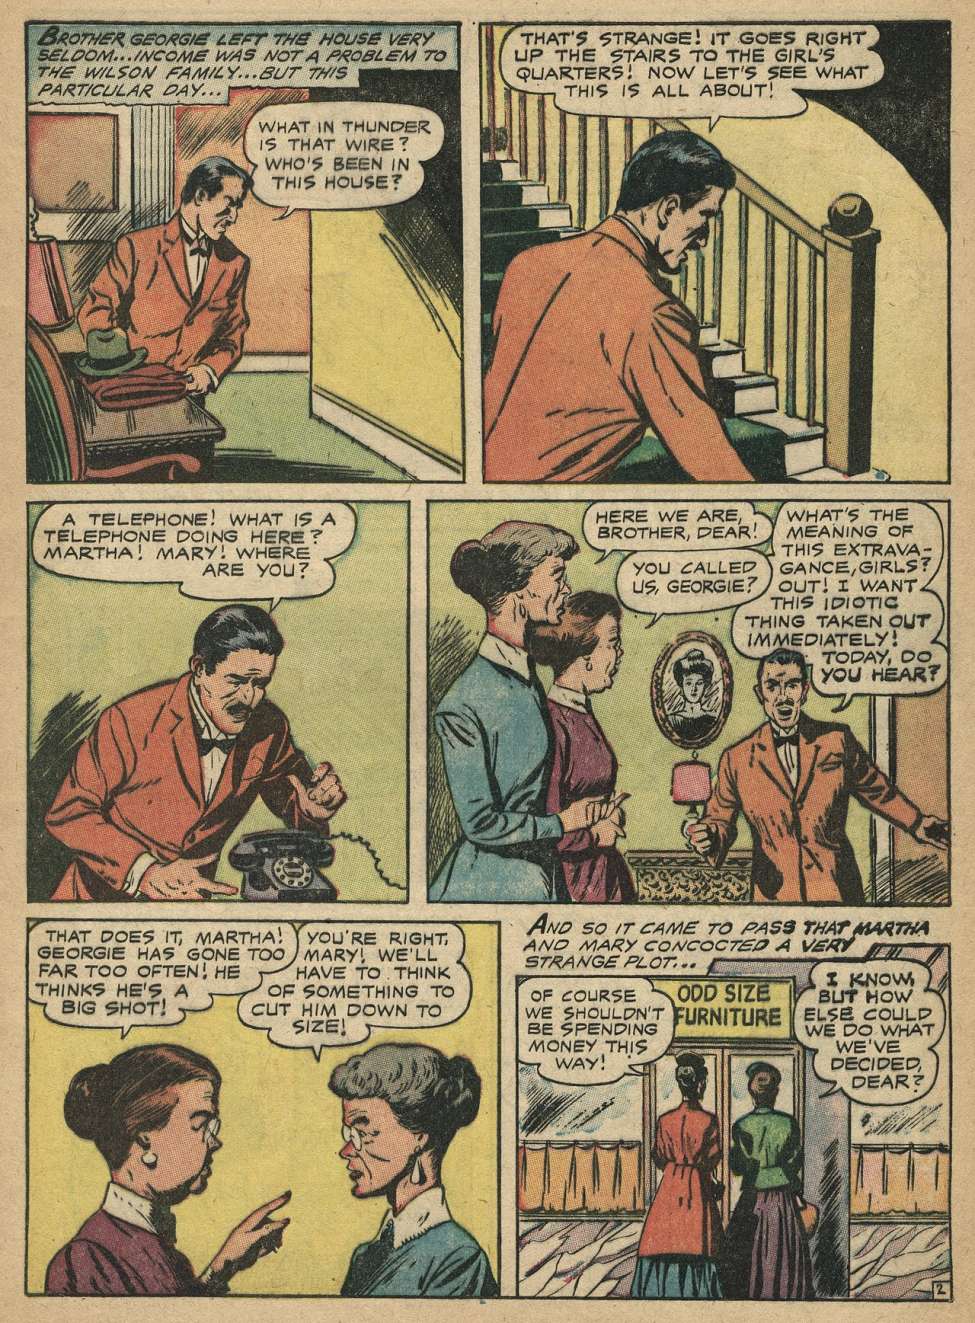 BROTHER GEORGIE LEFT THE HOUSE VERY
SELDOM...INCOME WAS NOT A PROBLEM TO
THE WILSON FAMILY...BUT THIS
PARTICULAR DAY...
WHAT IN THUNDER
IS THAT WIRE?
WHO'S BEEN IN
THIS HOUSE?
THAT'S STRANGE! IT GOES RIGHT
UP THE STAIRS TO THE GIRL'S
QUARTERS! NOW LET'S SEE WHAT
THIS IS ALL ABOUT!
A TELEPHONE! WHAT IS A
TELEPHONE DOING HERE?
MARTHA! MARY! WHERE
ARE YOU?
HERE WE ARE,
BROTHER, DEAR!
YOU CALLED
US, GEORGIE?
WHAT'S THE
MEANING OF
THIS EXTRAVA-
GANCE, GIRLS?
OUT! I WANT
THIS IDIOTIC
THING TAKEN OUT
IMMEDIATELY!
TODAY, DO
YOU HEAR?
THAT DOES IT, MARTHA!
GEORGIE HAS GONE TOO
FAR TOO OFTEN! HE
THINKS HE'S A
BIG SHOT!
YOU'RE RIGHT,
MARY! WE'LL
HAVE TO THINK
OF SOMETHING TO
CUT HIM DOWN TO
SIZE!
AND SO IT CAME TO PASS THAT MARTHA
AND MARY CONCOCTED A VERY
STRANGE PLOT...
OF COURSE
WE SHOULDN'T
BE SPENDING
MONEY THIS
WAY!
ODD SIZE
FURNITURE
I KNOW,
BUT HOW
ELSE COULD
WE DO WHAT
WE'VE
DECIDED,
DEAR?
2